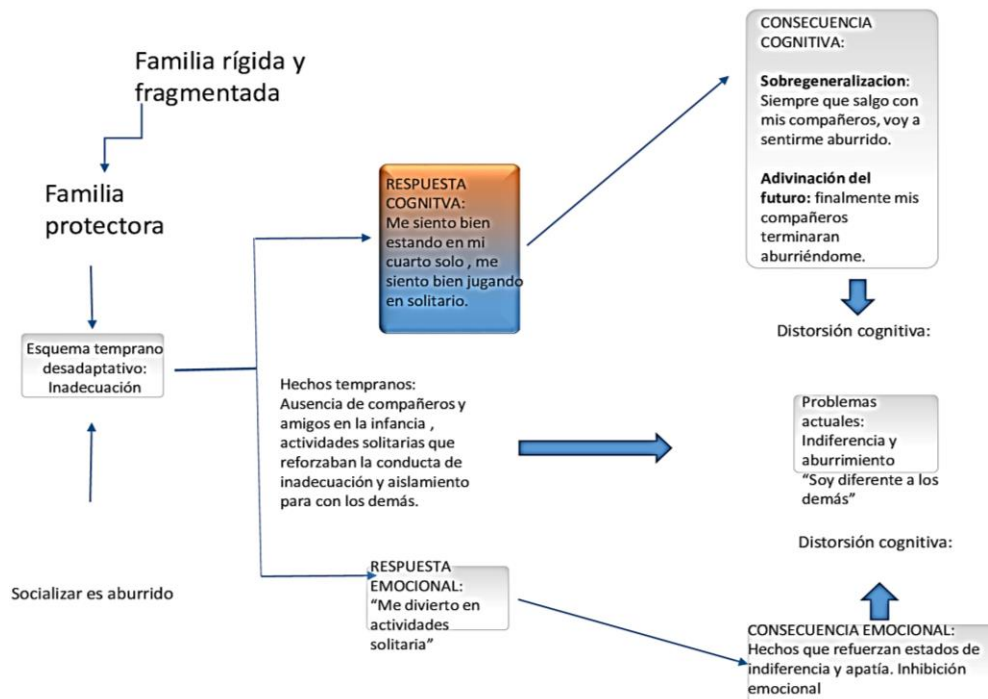 Familia rígida y
fragmentada
Familia
protectora
Esquema temprano
desadaptativo:
Inadecuación
Socializar es aburrido
RESPUESTA
COGNITVA:
Me siento bien
estando en mi
cuarto solo , me
siento bien jugando
en solitario.
Hechos tempranos:
Ausencia de compañeros y
amigos en la infancia ,
actividades solitarias que
reforzaban la conducta de
inadecuación y aislamiento
para con los demás.
RESPUESTA
EMOCIONAL:
“Me divierto en
actividades
solitaria”
CONSECUENCIA
COGNITIVA:
Sobregeneralizacion:
Siempre que salgo con
mis compañeros, voy a
sentirme aburrido.
Adivinación del
futuro: finalmente mis
compañeros
terminaran
aburriéndome.
Distorsión cognitiva:
Problemas
actuales:
Indiferencia y
aburrimiento
“Soy diferente a los
demás”
Distorsión cognitiva:
CONSECUENCIA EMOCIONAL:
Hechos que refuerzan estados de
indiferencia y apatía. Inhibición
emocional